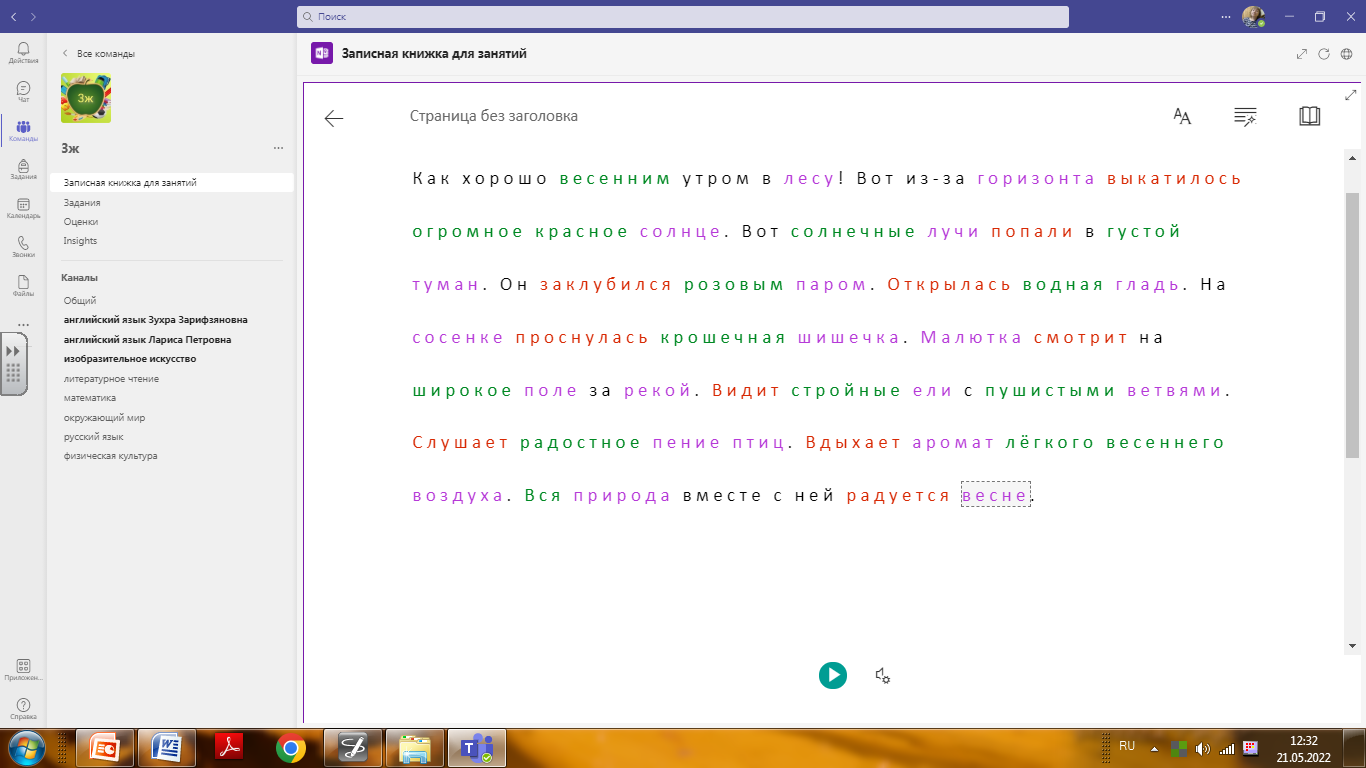 Поиск
Действия
Чат
Команды
Задания
Календарь
Звонки
Файлы
Приложен...
Справка
Все команды
3ж
3ж
Записная книжка для занятий
Задания
Оценки
Insights
Каналы
Общий
английский язык Зухра Зарифзяновна
английский язык Лариса Петровна
изобразительное искусство
литературное чтение
математика
окружающий мир
русский язык
физическая культура
Записная книжка для занятий
Страница без заголовка
Как хорошо весенним утром в лесу! Вот из-за горизонта выкатилось
огромное красное солнце. Вот солнечные лучи попали в густой
туман. Он заклубился розовым паром. Открылась водная гладь. На
сосенке проснулась крошечная шишечка. Малютка смотрит на
широкое поле за рекой. Видит стройные ели с пушистыми ветвями.
Слушает радостное пение птиц. Вдыхает аромат лёгкого весеннего
воздуха. Вся природа вместе с ней радуется весне.
RU
12:32
21.05.2022